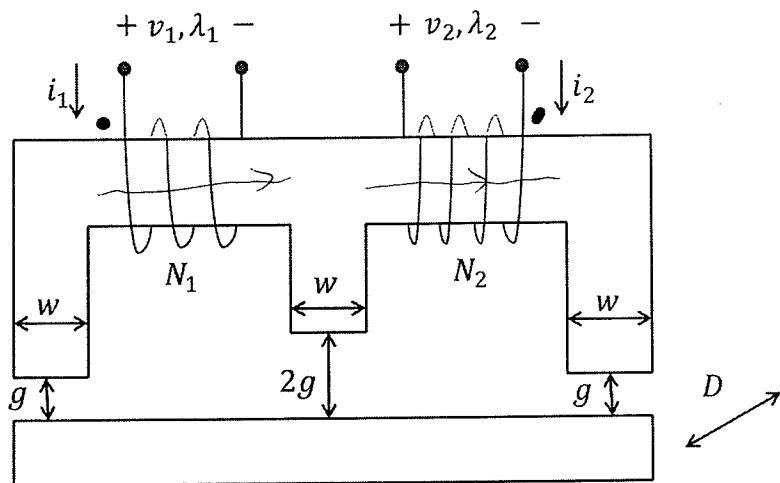 + v₁, λ₁ −
+ v₂, λ₂ −
i₁
i₂
N₁
N₂
w
w
w
g
2g
g
D